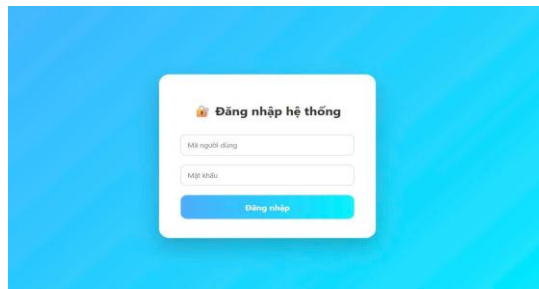 🔐 Đăng nhập hệ thống
Mã người dùng
Mật khẩu
Đăng nhập